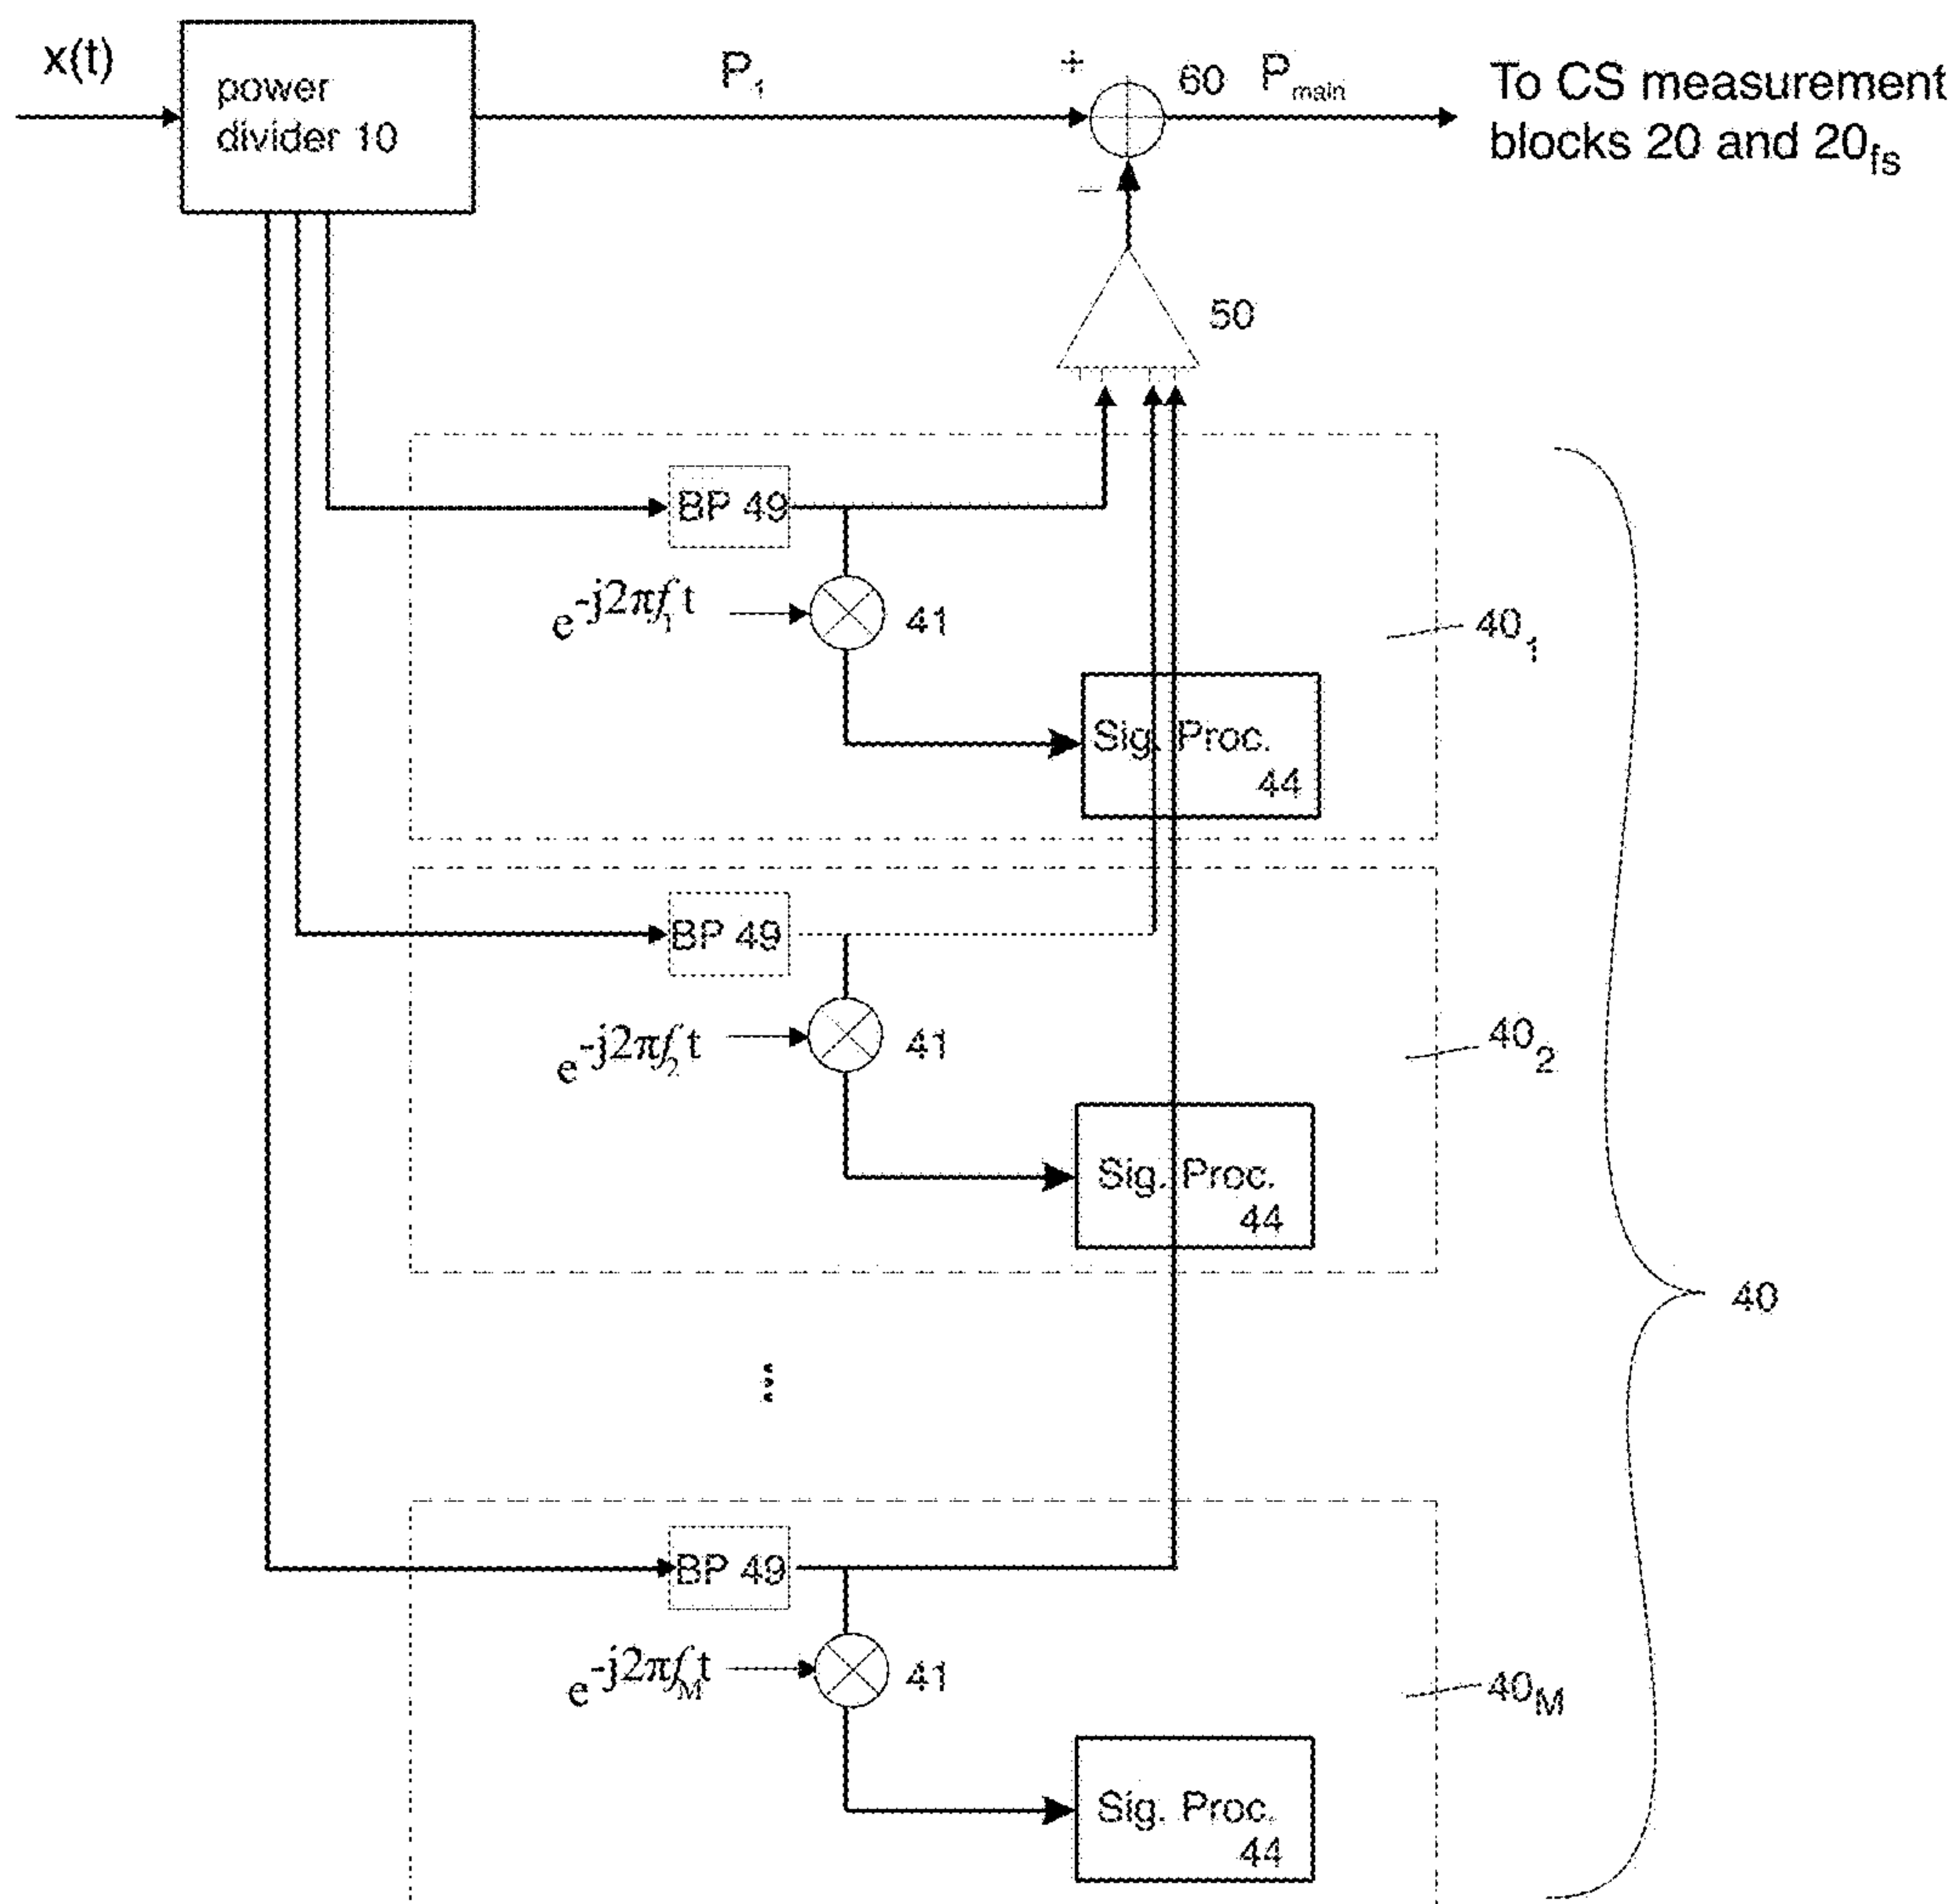 x(t)
power
divider 10
P₁
+
60
Pmain
To CS measurement
blocks 20 and 20fs
−
50
BP 49
e^-j2πf₁t
41
40₁
Sig. Proc.
44
BP 49
e^-j2πf₂t
41
40₂
Sig. Proc.
44
40
⋮
BP 49
e^-j2πf_Mt
41
40M
Sig. Proc.
44